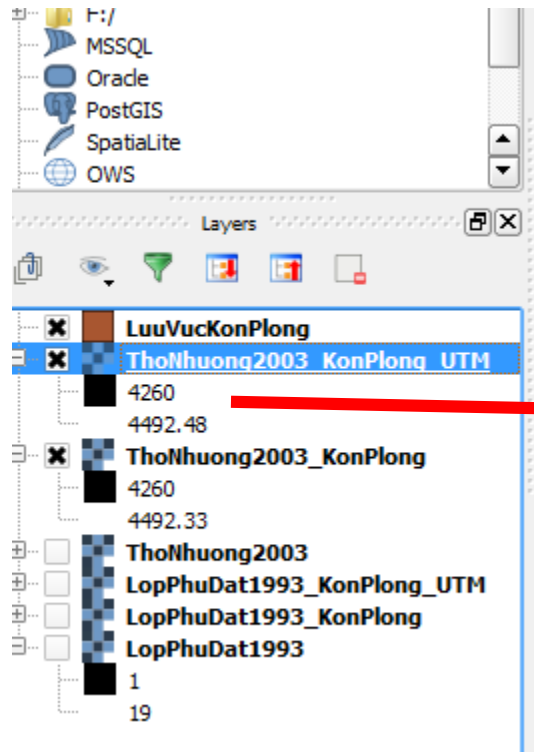 F:/
MSSQL
Oracle
PostGIS
SpatiaLite
OWS
Layers
LuuVucKonPlong
ThoNhuong2003_KonPlong_UTM
4260
4492.48
ThoNhuong2003_KonPlong
4260
4492.33
ThoNhuong2003
LopPhuDat1993_KonPlong_UTM
LopPhuDat1993_KonPlong
LopPhuDat1993
1
19